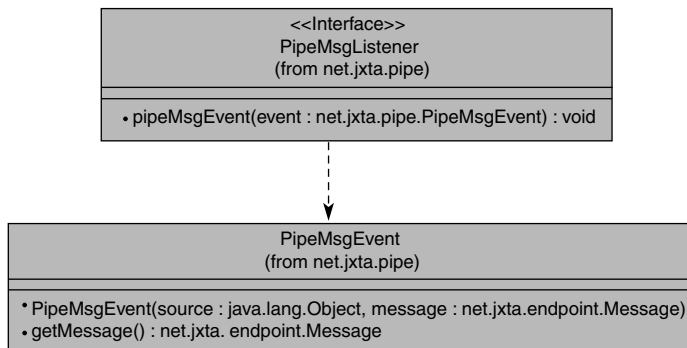 <<Interface>>
PipeMsgListener
(from net.jxta.pipe)
• pipeMsgEvent(event : net.jxta.pipe.PipeMsgEvent) : void
PipeMsgEvent
(from net.jxta.pipe)
• PipeMsgEvent(source : java.lang.Object, message : net.jxta.endpoint.Message)
• getMessage() : net.jxta. endpoint.Message